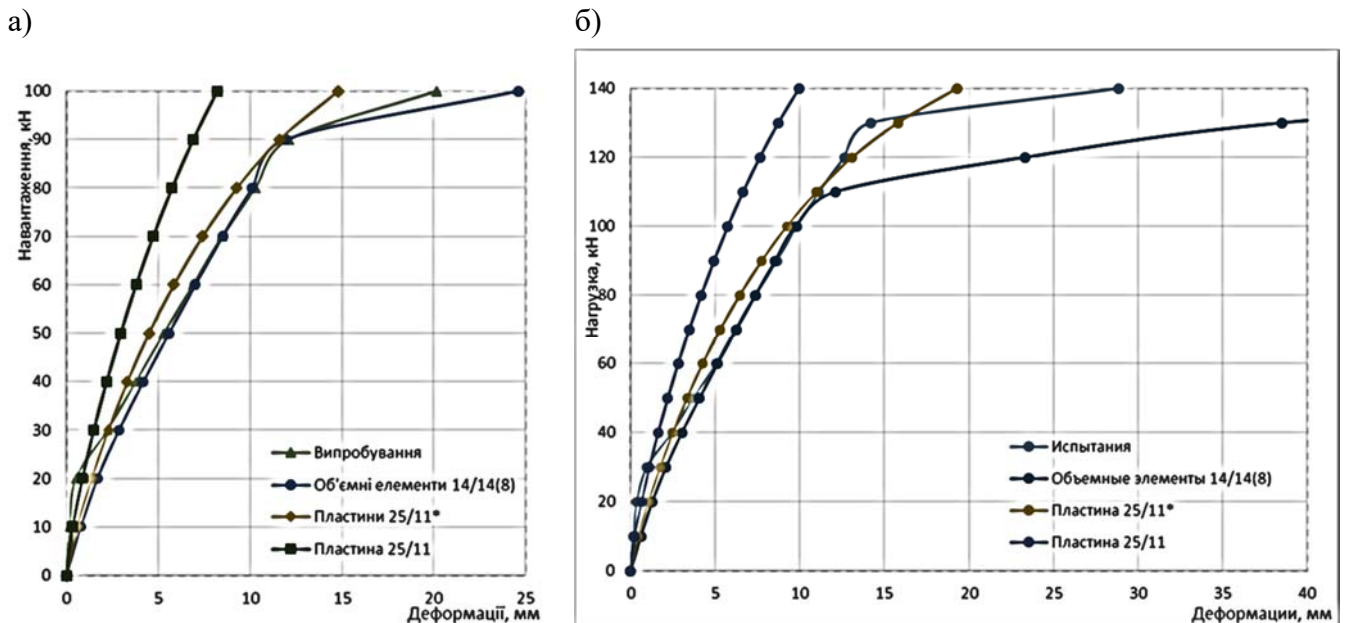 а)
б)
100
90
80
70
60
50
40
30
20
10
0
Навантаження, кН
Випробування
Об'ємні елементи 14/14(8)
Пластини 25/11*
Пластина 25/11
0 5 10 15 20 25
Деформації, мм
140
120
100
80
60
40
20
0
Нагрузка, кН
Испытания
Объемные элементы 14/14(8)
Пластина 25/11*
Пластина 25/11
0 5 10 15 20 25 30 35 40
Деформации, мм